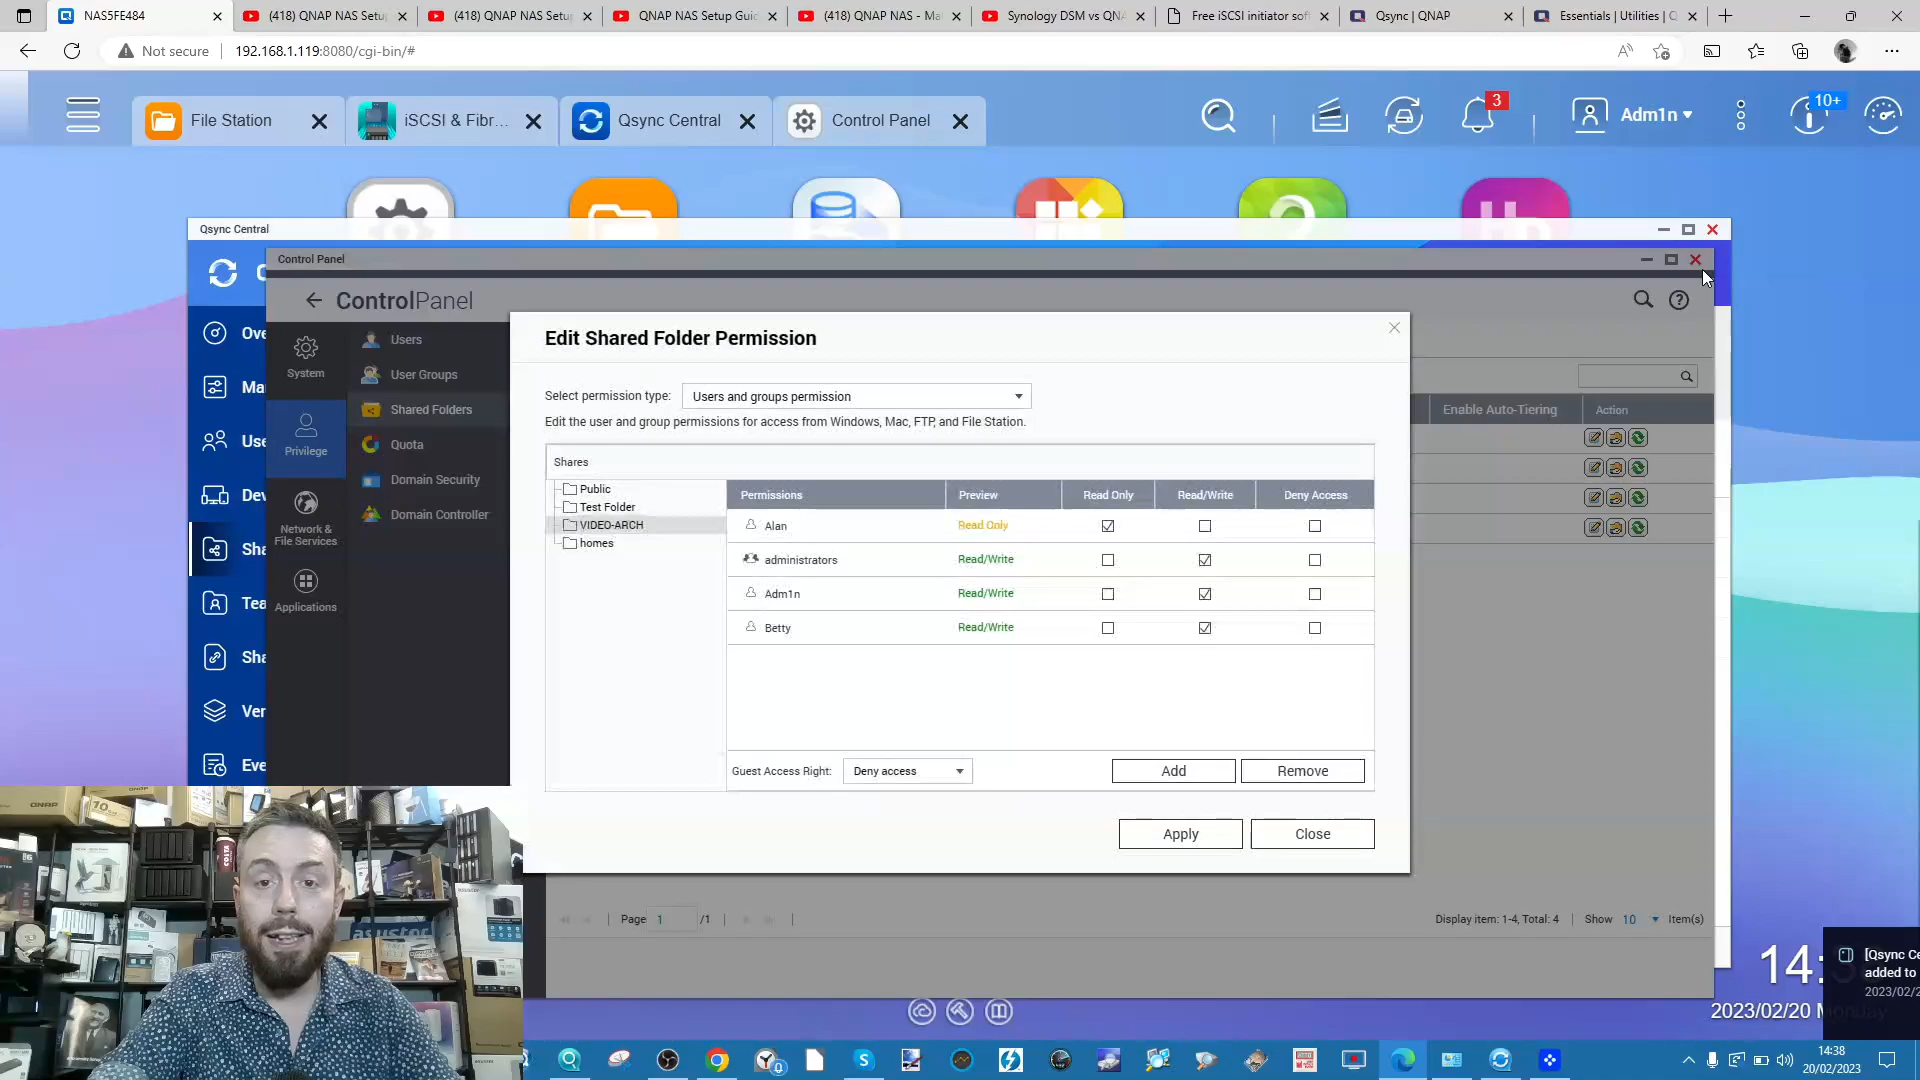 NAS5FE484
(418) QNAP NAS Setu
(418) QNAP NAS Setup
QNAP NAS Setup Guid
(418) QNAP NAS - Ma
Synology DSM vs QNA
Free iSCSI initiator sof
Qsync | QNAP
Essentials | Utilities | Q
Not secure
192.168.1.119:8080/cgi-bin/#
File Station
iSCSI & Fibr...
Qsync Central
Control Panel
3
Adm1n
10+
Qsync Central
Control Panel
ControlPanel
Ove
Ma
Use
Dev
Sha
Tea
Sha
Ver
Eve
System
Privilege
Network &
File Services
Applications
Users
User Groups
Shared Folders
Quota
Domain Security
Domain Controller
Enable Auto-Tiering
Action
Edit Shared Folder Permission
Select permission type:
Users and groups permission
Edit the user and group permissions for access from Windows, Mac, FTP, and File Station.
Shares
Public
Test Folder
VIDEO-ARCH
homes
Permissions
Preview
Read Only
Read/Write
Deny Access
Alan
Read Only
administrators
Read/Write
Adm1n
Read/Write
Betty
Read/Write
Guest Access Right:
Deny access
Add
Remove
Apply
Close
Page
1
/1
Display item: 1-4, Total: 4
Show
10
Item(s)
14:
2023/02/20
[Qsync Ce
added to
2023/02/2
QNAP
COSTA
asustor
14:38
20/02/2023